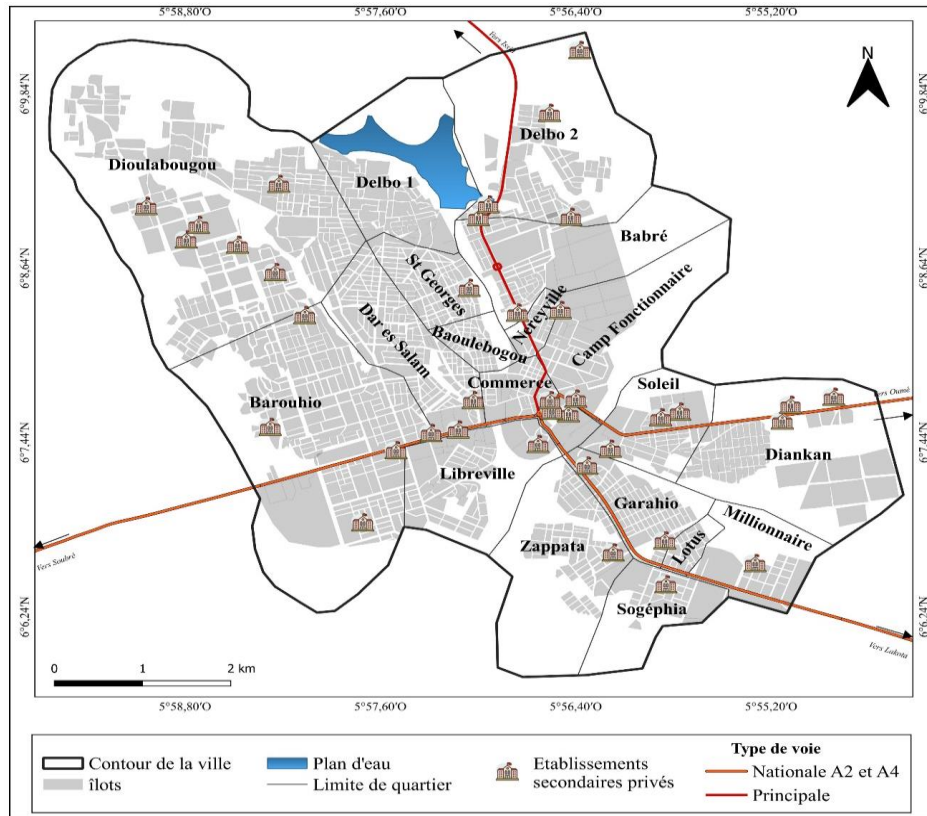 5°58,80'O 5°57,60'O 5°56,40'O 5°55,20'O
6°9,84'N
6°9,84'N
N
Delbo 2
Dioulabougou
Delbo 1
Babré
6°8,64'N
6°8,64'N
St Georges
Nereyville
Camp Fonctionnaire
Baoulebogou
Dar es Salam
Commerce
Soleil
Vers Oumé
Barouhio
6°7,44'N
6°7,44'N
Diankan
Libreville
Garahio
Millionnaire
Lotus
Zappata
Vers Soubré
Sogéphia
6°6,24'N
6°6,24'N
Vers Lakota
0 1 2 km
5°58,80'O 5°57,60'O 5°56,40'O 5°55,20'O
Contour de la ville
îlots
Plan d'eau
Limite de quartier
Etablissements
secondaires privés
Type de voie
Nationale A2 et A4
Principale